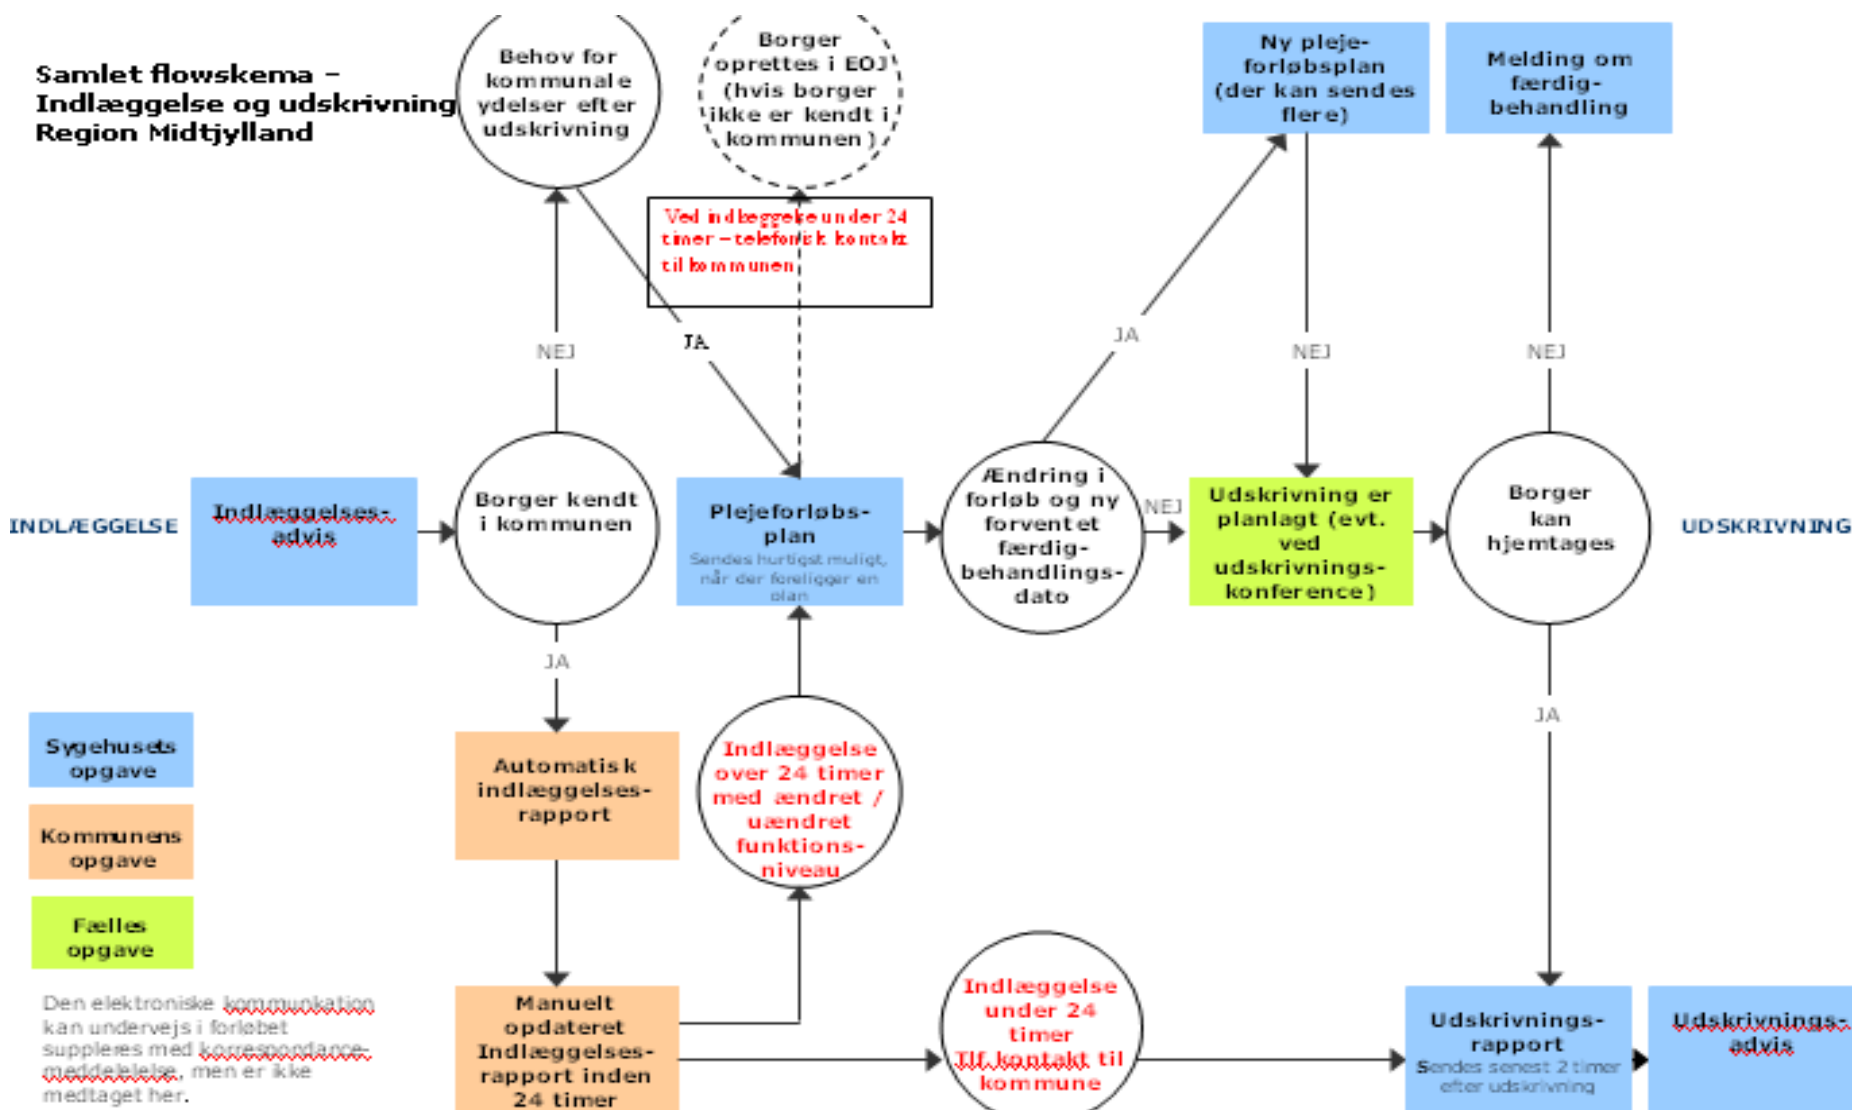 Samlet flowskema –
Indlæggelse og udskrivning
Region Midtjylland
Behov for
kommunale
ydelser efter
udskrivning
Borger
oprettes i EOJ
(hvis borger
ikke er kendt i
kommunen)
Ny pleje-
forløbsplan
(der kan sendes
flere)
Melding om
færdig-
behandling
Ved indlæggelse under 24
timer – telefonisk kontakt
til kommunen
NEJ
JA
JA
NEJ
NEJ
INDLÆGGELSE
Indlæggelses-
advis
Borger kendt
i kommunen
Plejeforløbs-
plan
Sendes hurtigst muligt,
når der foreligger en
plan
Ændring i
forløb og ny
forventet
færdig-
behandlings-
dato
NEJ
Udskrivning er
planlagt (evt.
ved
udskrivnings-
konference)
Borger
kan
hjemtages
UDSKRIVNING
JA
JA
Sygehusets
opgave
Kommunens
opgave
Fælles
opgave
Automatisk
indlæggelses-
rapport
Indlæggelse
over 24 timer
med ændret /
uændret
funktions-
niveau
Den elektroniske kommunkation
kan undervejs i forløbet
suppleres med korrespondance-
meddelelelse, men er ikke
medtaget her.
Manuelt
opdateret
Indlæggelses-
rapport inden
24 timer
Indlæggelse
under 24
timer
Tlf.kontakt til
kommune
Udskrivnings-
rapport
Sendes senest 2 timer
efter udskrivning
Udskrivnings-
advis